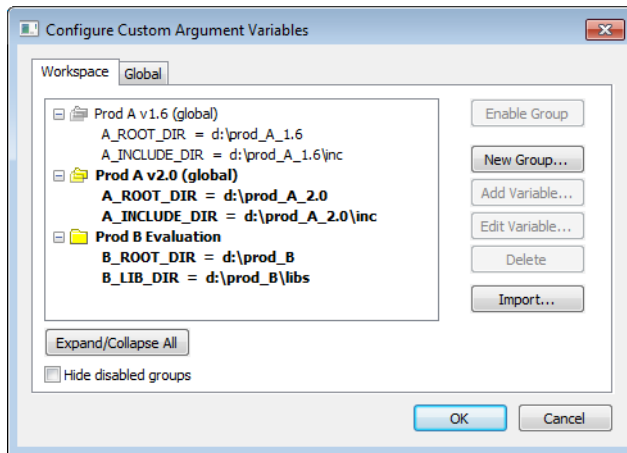 Configure Custom Argument Variables
Workspace
Global
Prod A v1.6 (global)
A_ROOT_DIR = d:\prod_A_1.6
A_INCLUDE_DIR = d:\prod_A_1.6\inc
Prod A v2.0 (global)
A_ROOT_DIR = d:\prod_A_2.0
A_INCLUDE_DIR = d:\prod_A_2.0\inc
Prod B Evaluation
B_ROOT_DIR = d:\prod_B
B_LIB_DIR = d:\prod_B\libs
Enable Group
New Group...
Add Variable...
Edit Variable...
Delete
Import...
Expand/Collapse All
Hide disabled groups
OK
Cancel